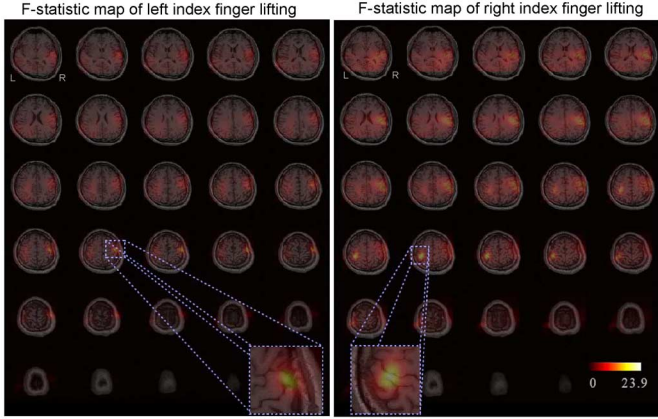 F-statistic map of left index finger lifting
F-statistic map of right index finger lifting
L R
L R
0 23.9